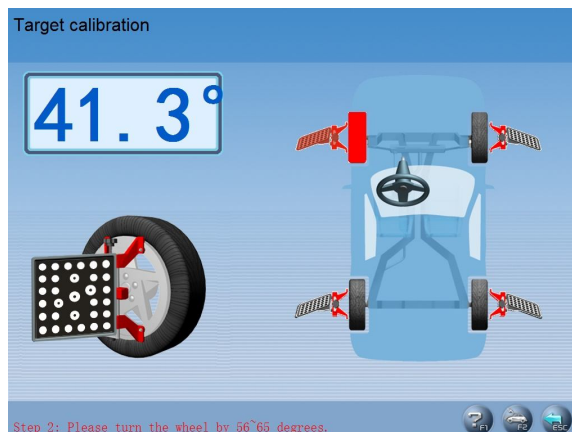 Target calibration
41.3°
?F1
F2
ESC
Step 2: Please turn the wheel by 56~65 degrees.